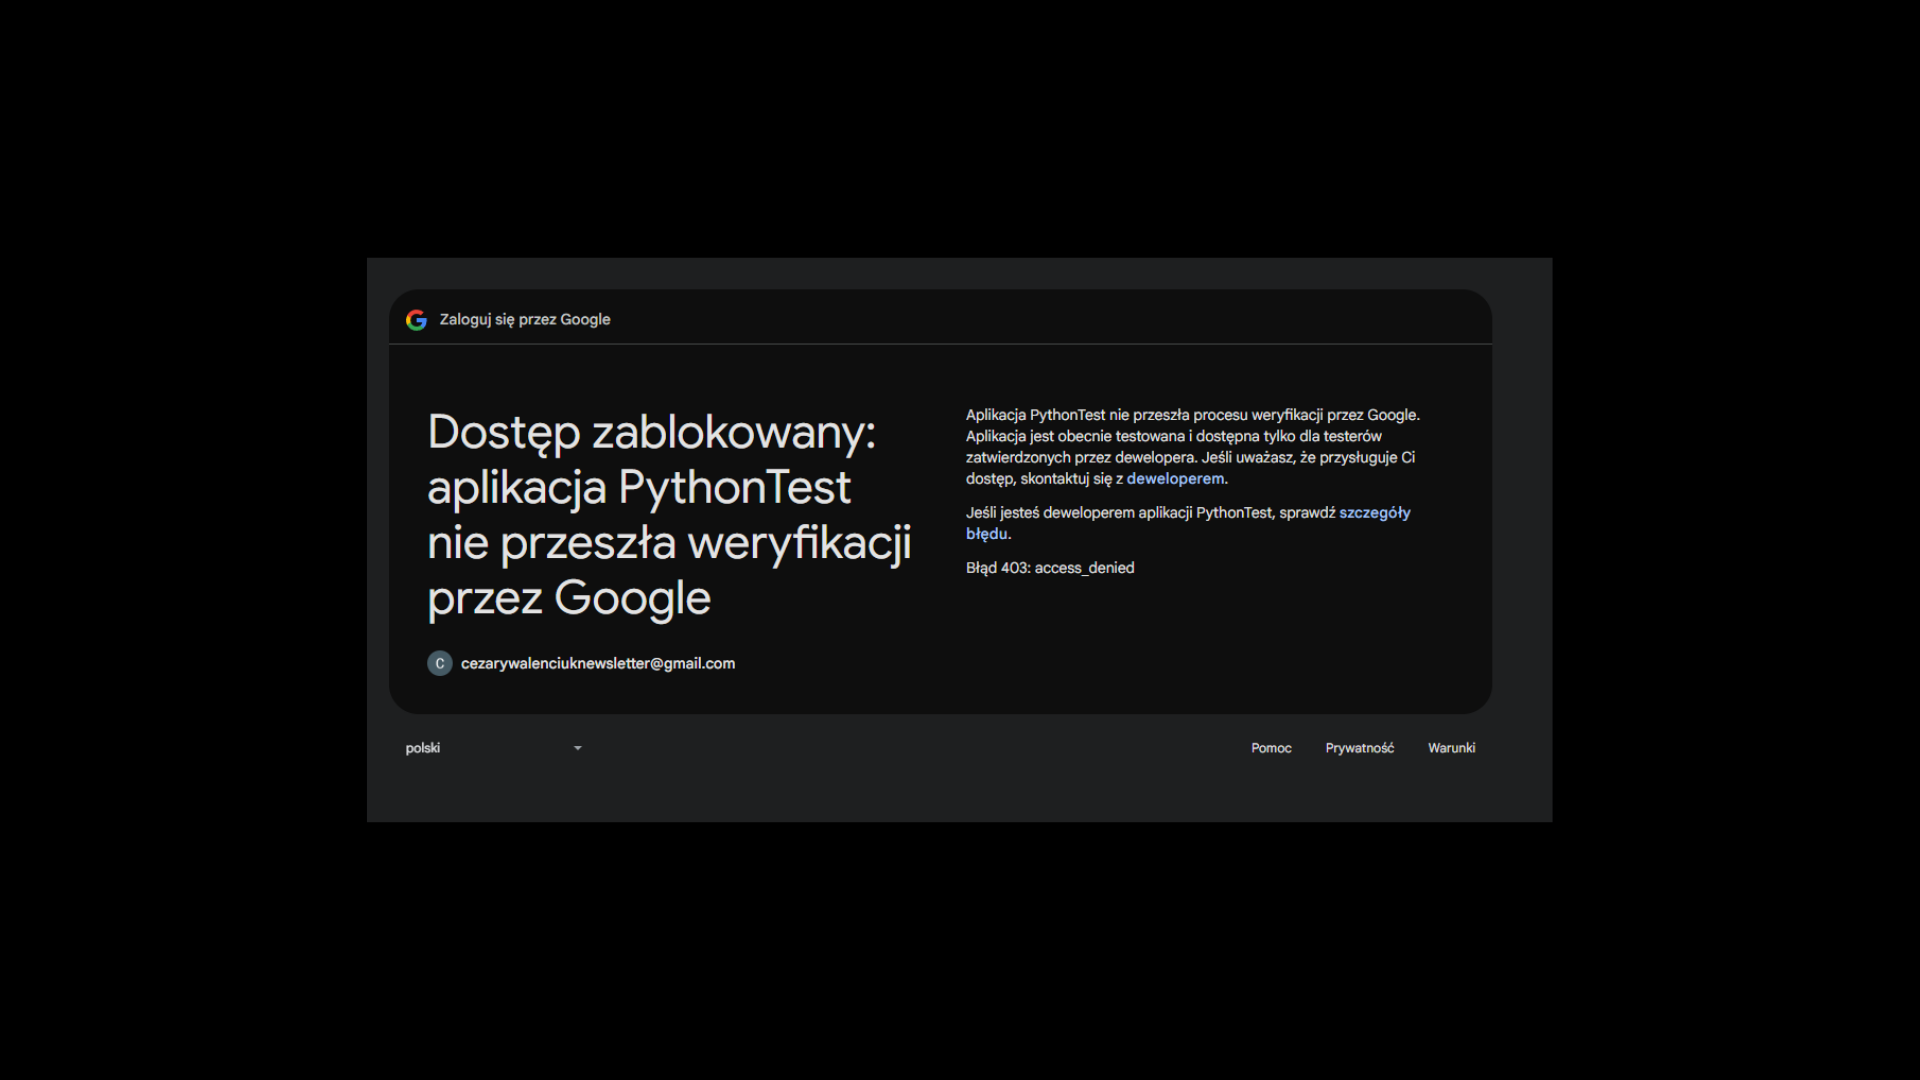 Zaloguj się przez Google
Dostęp zablokowany:
aplikacja PythonTest
nie przeszła weryfikacji
przez Google
C cezarywalenciuknewsletter@gmail.com
Aplikacja PythonTest nie przeszła procesu weryfikacji przez Google.
Aplikacja jest obecnie testowana i dostępna tylko dla testerów
zatwierdzonych przez dewelopera. Jeśli uważasz, że przysługuje Ci
dostęp, skontaktuj się z deweloperem.
Jeśli jesteś deweloperem aplikacji PythonTest, sprawdź szczegóły
błędu.
Błąd 403: access_denied
polski
Pomoc Prywatność Warunki